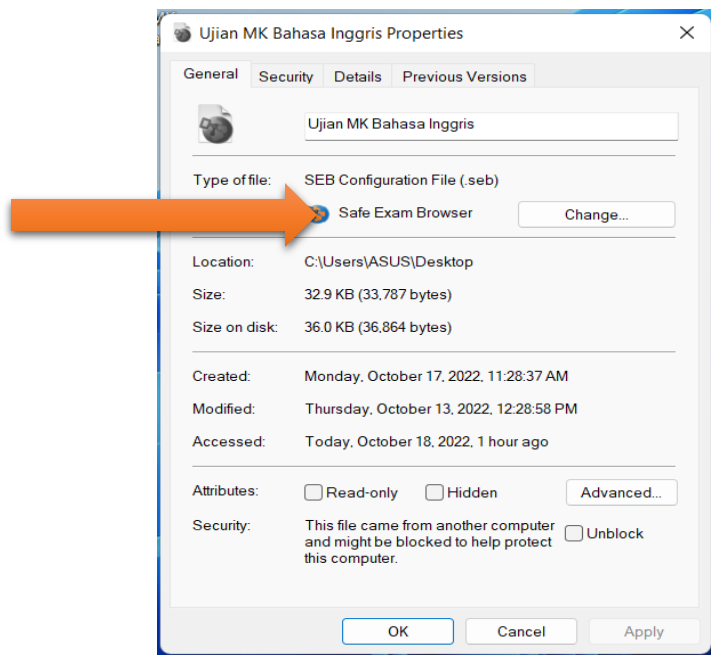 Ujian MK Bahasa Inggris Properties
General Security Details Previous Versions
Ujian MK Bahasa Inggris
Type of file: SEB Configuration File (.seb)
Safe Exam Browser Change...
Location: C:\Users\ASUS\Desktop
Size: 32.9 KB (33,787 bytes)
Size on disk: 36.0 KB (36,864 bytes)
Created: Monday, October 17, 2022, 11:28:37 AM
Modified: Thursday, October 13, 2022, 12:28:58 PM
Accessed: Today, October 18, 2022, 1 hour ago
Attributes: Read-only Hidden Advanced...
Security: This file came from another computer
and might be blocked to help protect
this computer.
Unblock
OK Cancel Apply